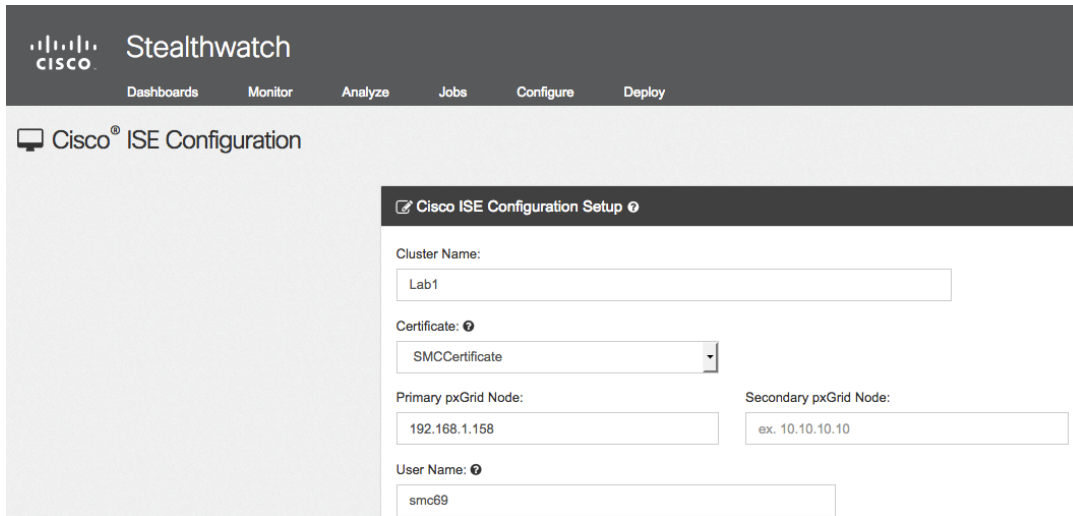 CISCO Stealthwatch
Dashboards Monitor Analyze Jobs Configure Deploy
Cisco® ISE Configuration
Cisco ISE Configuration Setup
Cluster Name:
Lab1
Certificate:
SMCCertificate
Primary pxGrid Node: Secondary pxGrid Node:
192.168.1.158 ex. 10.10.10.10
User Name:
smc69